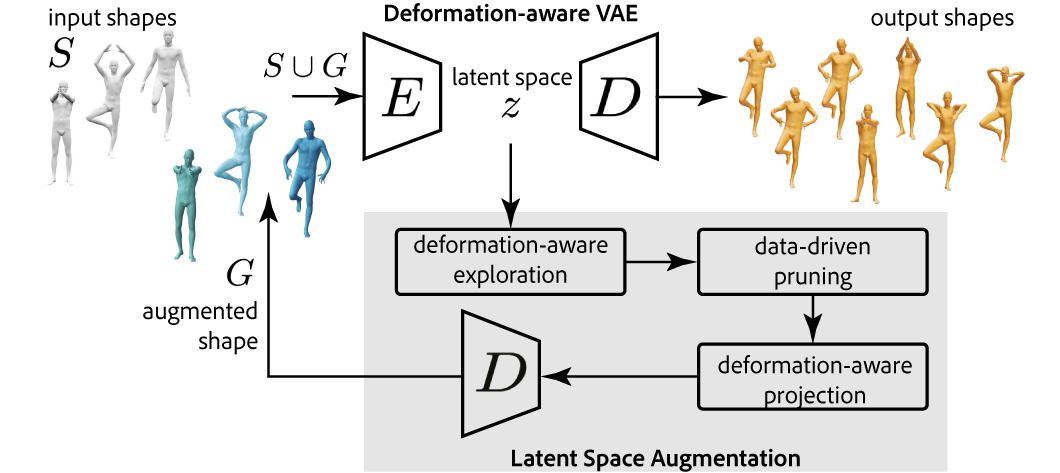 Deformation-aware VAE
input shapes
S
S ∪ G
E
latent space
z
D
output shapes
deformation-aware
exploration
data-driven
pruning
G
augmented
shape
D
deformation-aware
projection
Latent Space Augmentation